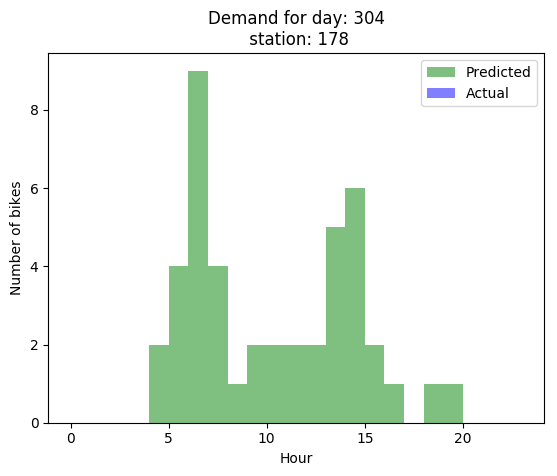 Demand for day: 304
station: 178
Predicted
Actual
Number of bikes
8
6
4
2
0
0
5
10
15
20
Hour